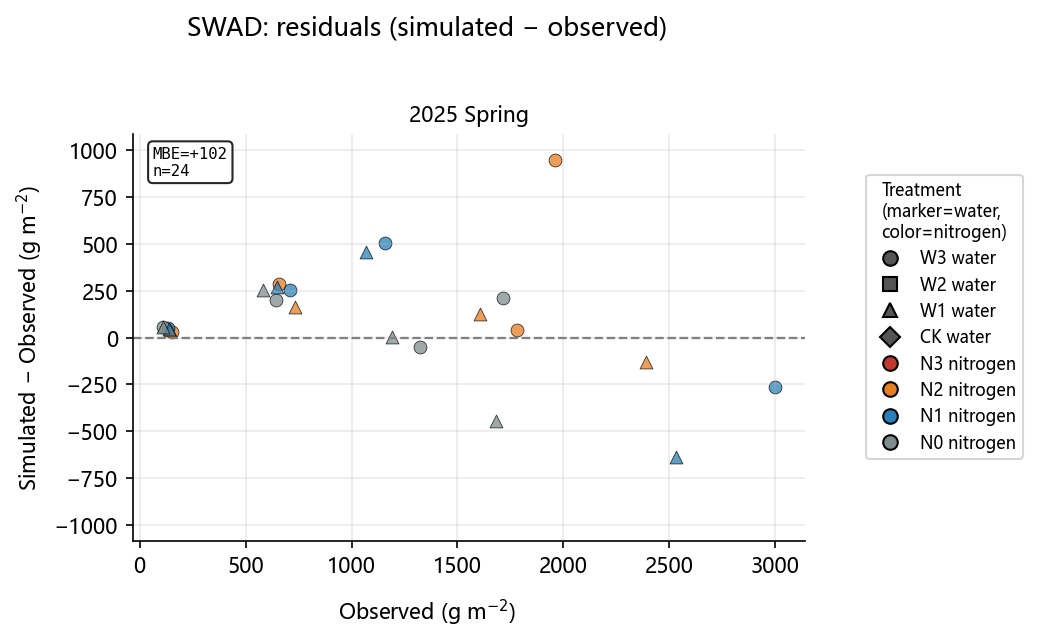 SWAD: residuals (simulated − observed)
2025 Spring
MBE=+102
n=24
Simulated − Observed (g m⁻²)
1000
750
500
250
0
−250
−500
−750
−1000
0 500 1000 1500 2000 2500 3000
Observed (g m⁻²)
Treatment
(marker=water,
color=nitrogen)
W3 water
W2 water
W1 water
CK water
N3 nitrogen
N2 nitrogen
N1 nitrogen
N0 nitrogen